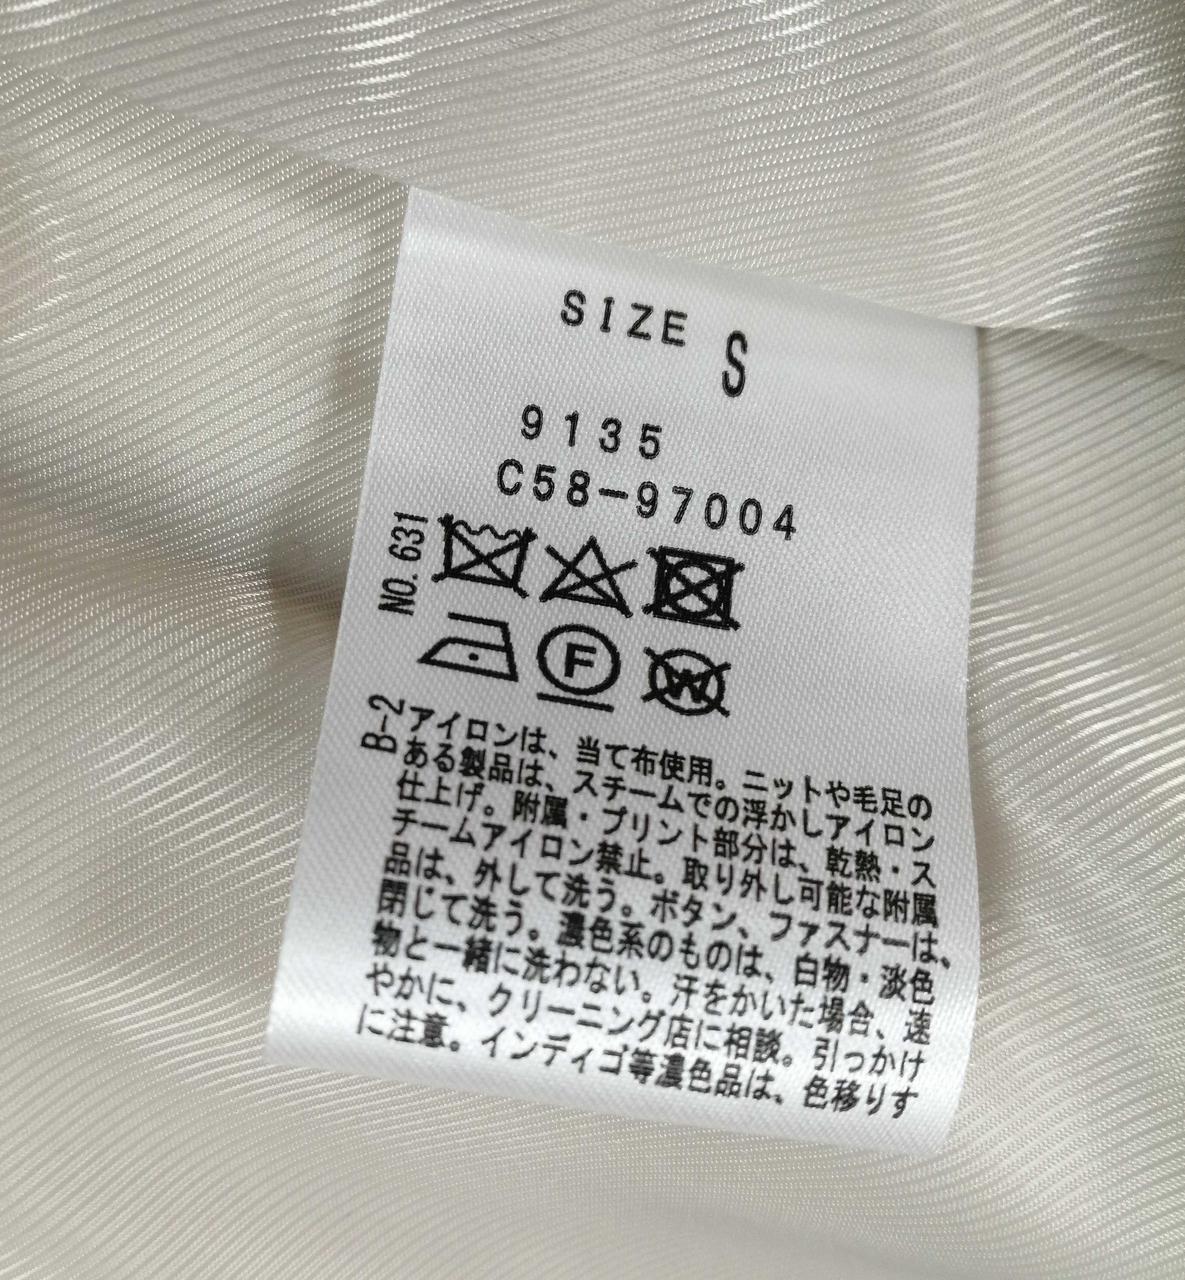 SIZE S
9135
C58-97004
NO. 631
F
W
B-2
アイロンは、当て布使用。ニットや毛足の
ある製品は、スチームでの浮かしアイロン
仕上げ。附属・プリント部分は、乾熱・ス
チームアイロン禁止。取り外し可能な附属
品は、外して洗う。ボタン、ファスナーは、
閉じて洗う。濃色系のものは、白物・淡色
物と一緒に洗わない。汗をかいた場合、速
やかに、クリーニング店に相談。引っかけ
に注意。インディゴ等濃色品は、色移りす